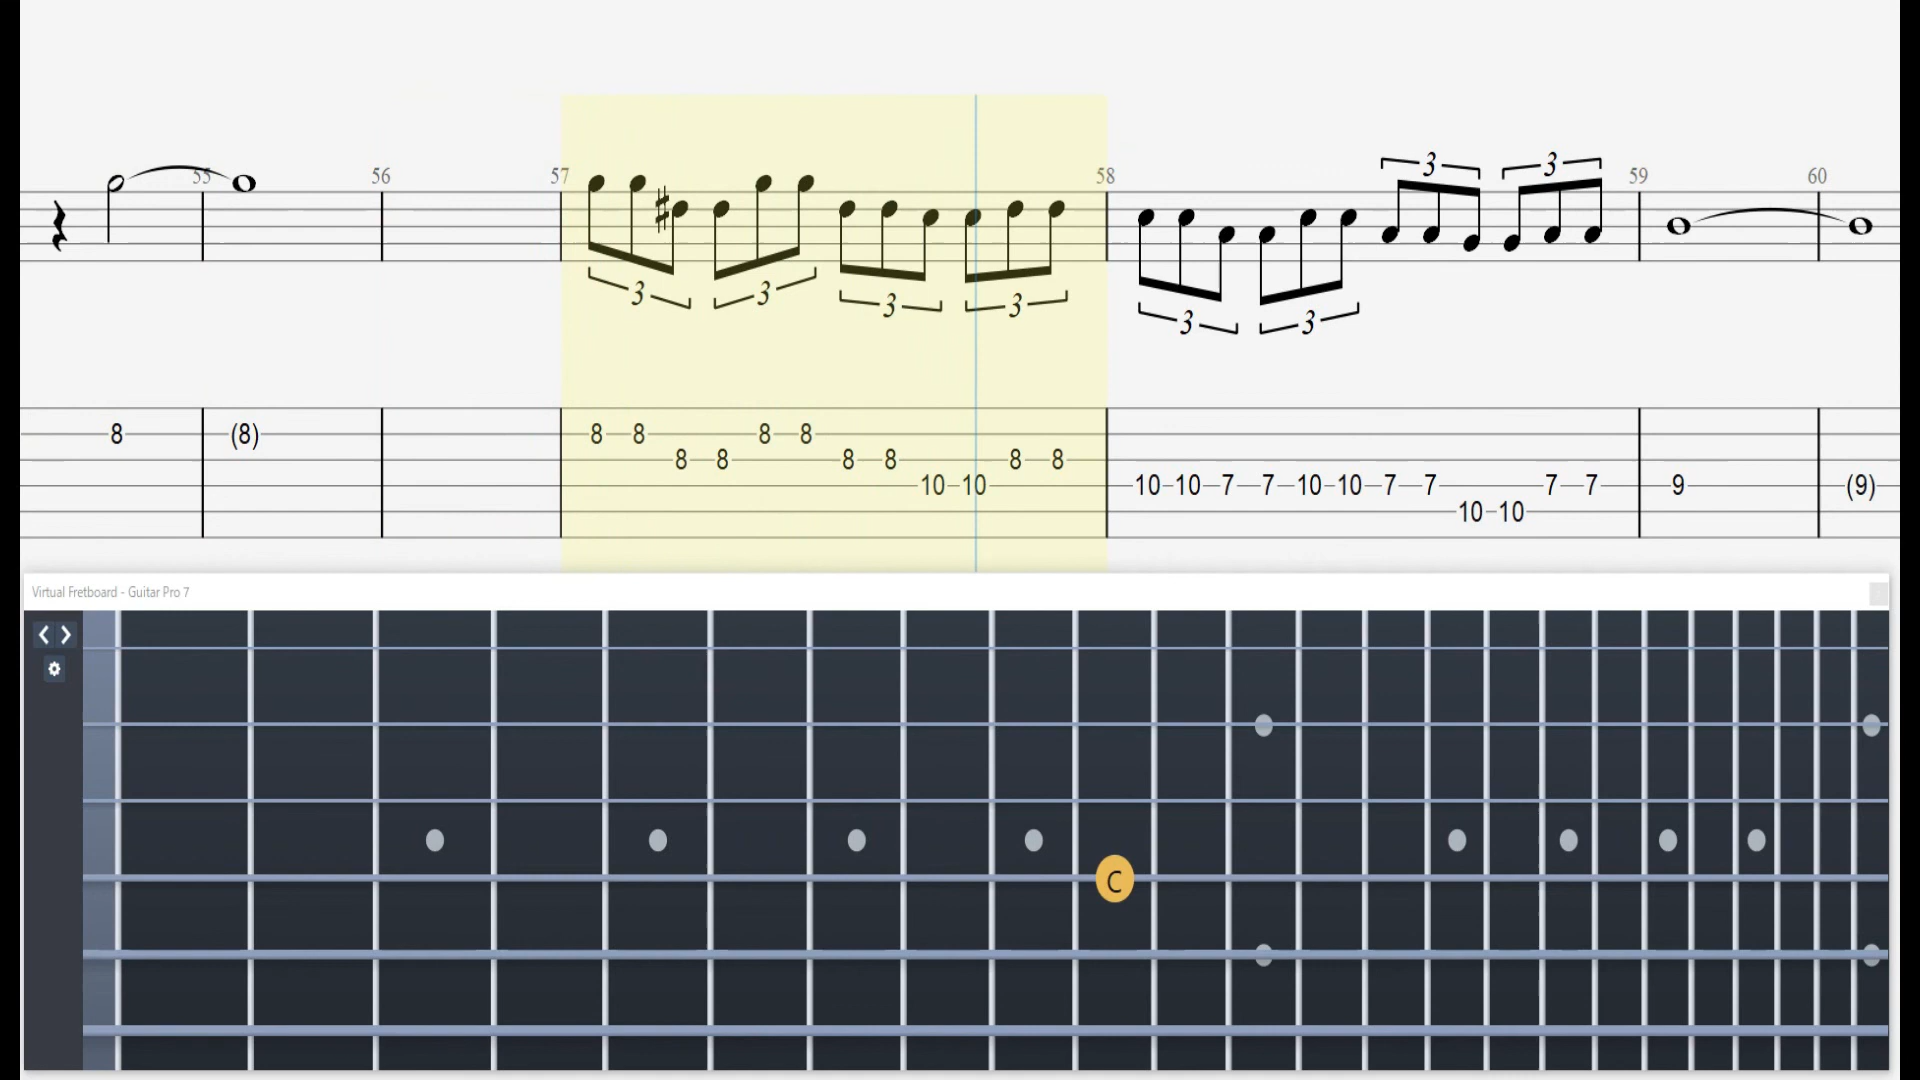 55 56 57 58 59 60
3 3
3 3 3 3
3 3
8 (8) 8 8 8 8
8 8 8 8 8 8
10 10 10 10 7 7 10 10 7 7 7 7 9 (9)
10 10
Virtual Fretboard - Guitar Pro 7
C